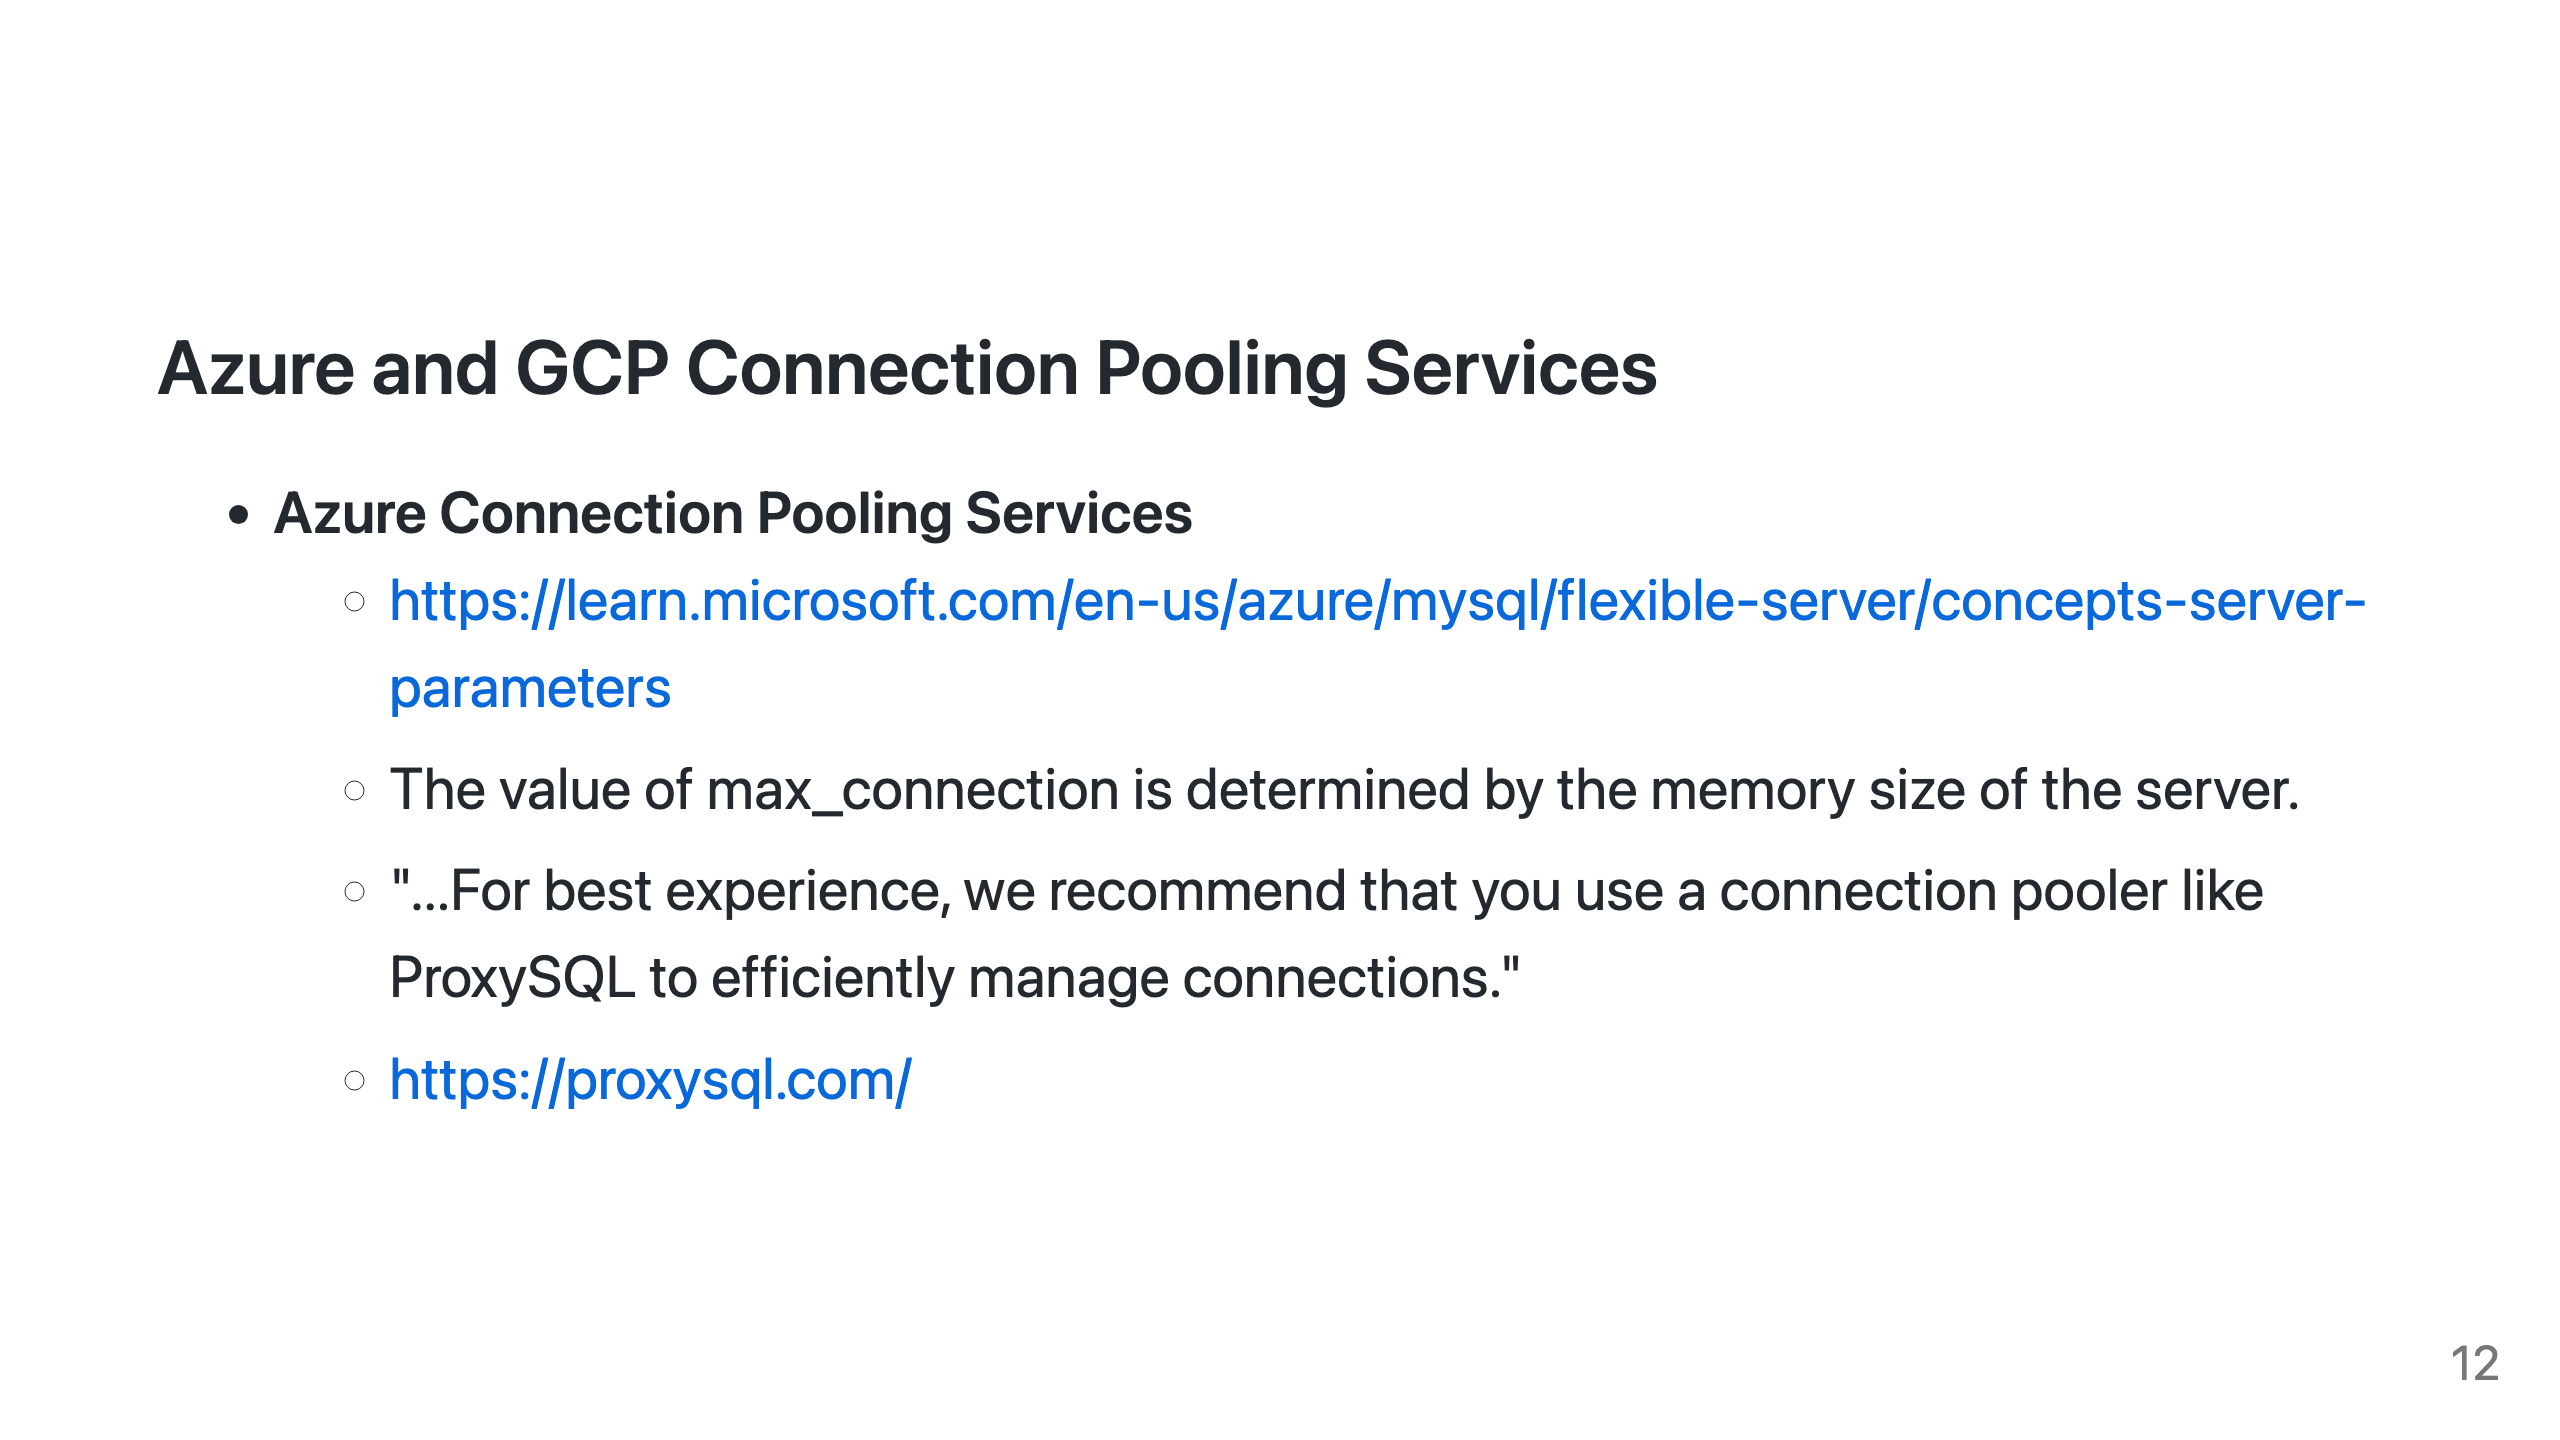 Azure and GCP Connection Pooling Services
• Azure Connection Pooling Services
○ https://learn.microsoft.com/en-us/azure/mysql/flexible-server/concepts-server-
parameters
○ The value of max_connection is determined by the memory size of the server.
○ "...For best experience, we recommend that you use a connection pooler like
ProxySQL to efficiently manage connections."
○ https://proxysql.com/
12